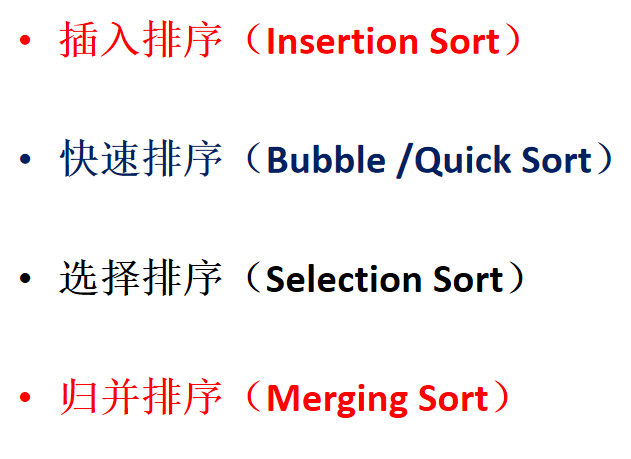 • 插入排序（Insertion Sort）
• 快速排序（Bubble /Quick Sort）
• 选择排序（Selection Sort）
• 归并排序（Merging Sort）